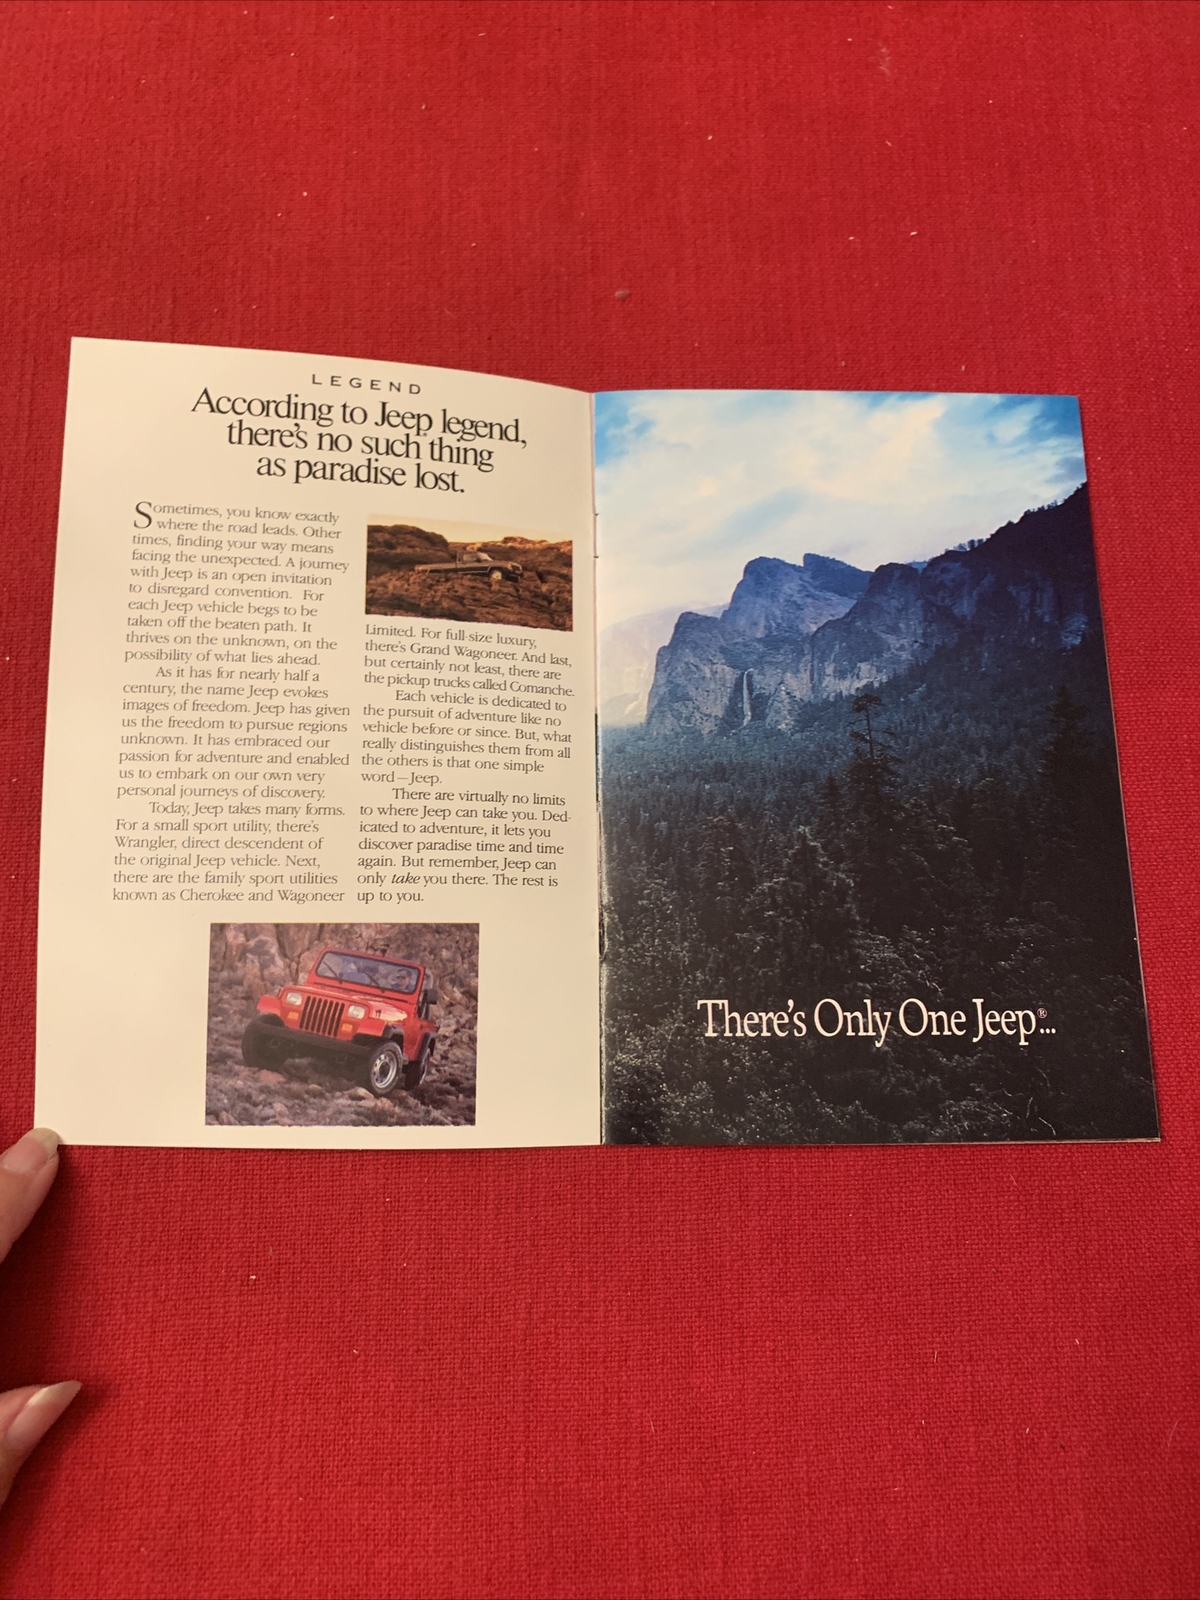 LEGEND
According to Jeep legend,
there's no such thing
as paradise lost.
Sometimes, you know exactly
where the road leads. Other
times, finding your way means
facing the unexpected. A journey
with Jeep is an open invitation
to disregard convention. For
each Jeep vehicle begs to be
taken off the beaten path. It
thrives on the unknown, on the
possibility of what lies ahead.
As it has for nearly half a
century, the name Jeep evokes
images of freedom. Jeep has given
us the freedom to pursue regions
unknown. It has embraced our
passion for adventure and enabled
us to embark on our own very
personal journeys of discovery.
Today, Jeep takes many forms.
For a small sport utility, there's
Wrangler, direct descendent of
the original Jeep vehicle. Next,
there are the family sport utilities
known as Cherokee and Wagoneer
Limited. For full-size luxury,
there's Grand Wagoneer. And last,
but certainly not least, there are
the pickup trucks called Comanche.
Each vehicle is dedicated to
the pursuit of adventure like no
vehicle before or since. But, what
really distinguishes them from all
the others is that one simple
word—Jeep.
There are virtually no limits
to where Jeep can take you. Ded-
icated to adventure, it lets you
discover paradise time and time
again. But remember, Jeep can
only take you there. The rest is
up to you.
There's Only One Jeep®...